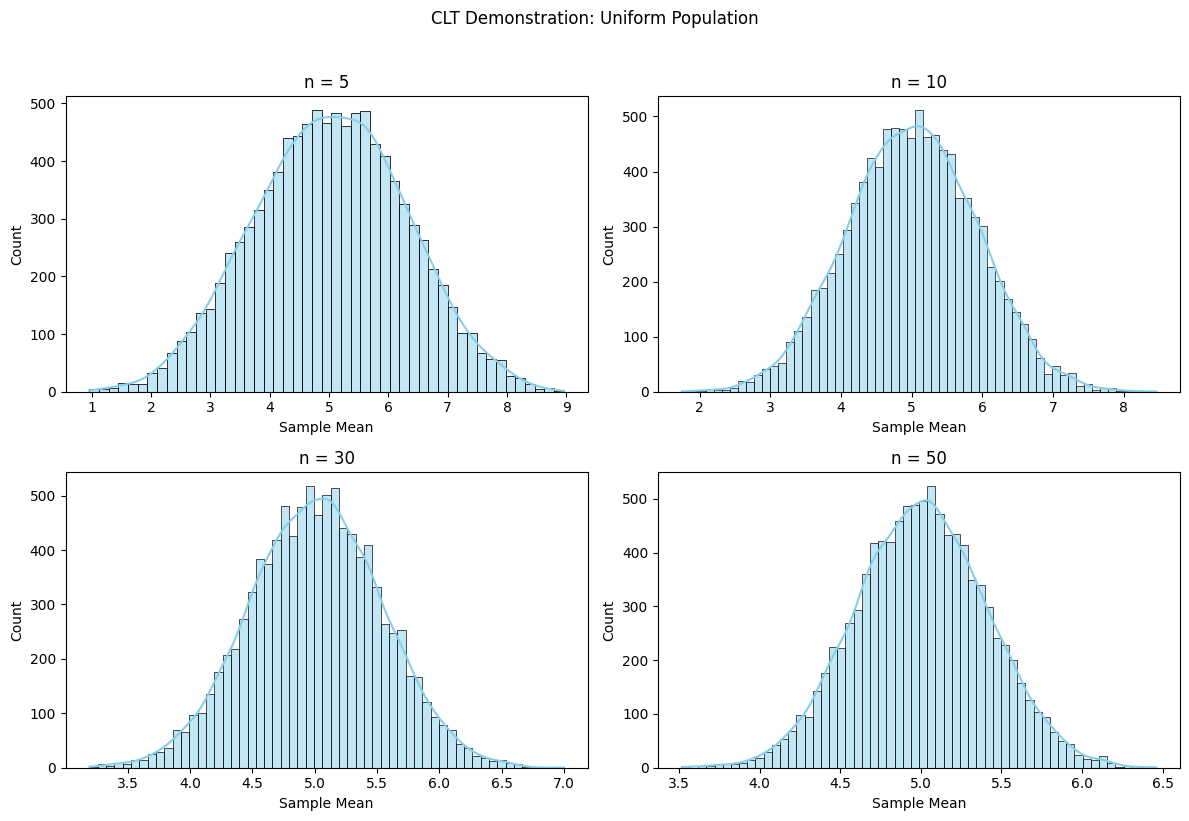 CLT Demonstration: Uniform Population
n = 5
500
400
300
200
100
0
Count
1 2 3 4 5 6 7 8 9
Sample Mean
n = 10
500
400
300
200
100
0
Count
2 3 4 5 6 7 8
Sample Mean
n = 30
500
400
300
200
100
0
Count
3.5 4.0 4.5 5.0 5.5 6.0 6.5 7.0
Sample Mean
n = 50
500
400
300
200
100
0
Count
3.5 4.0 4.5 5.0 5.5 6.0 6.5
Sample Mean